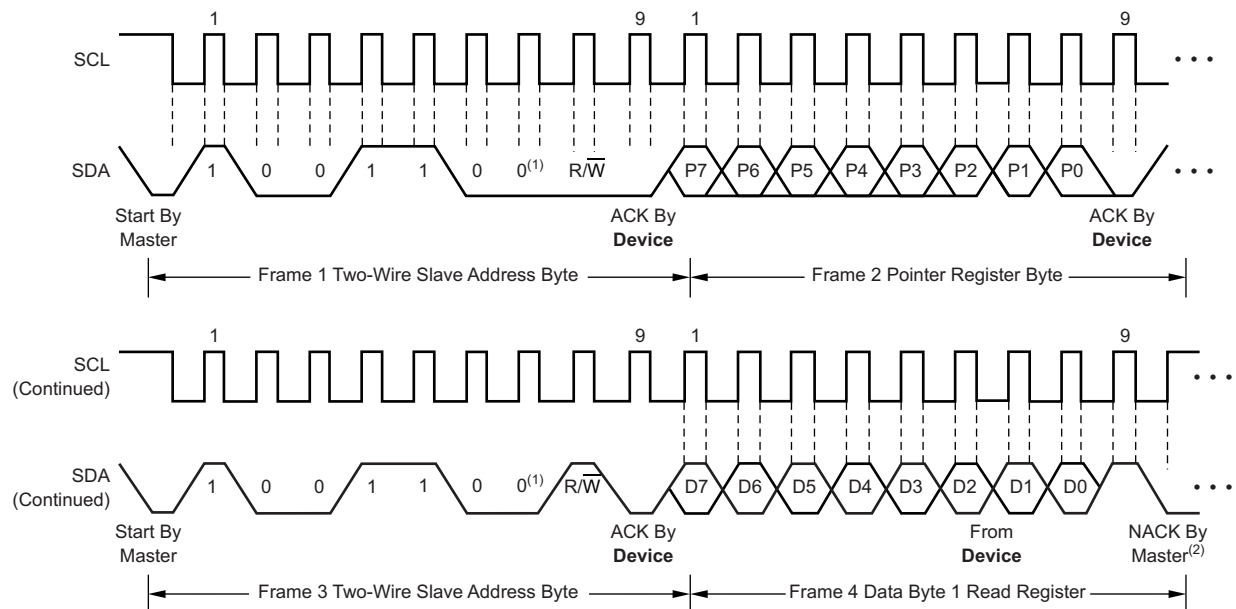 1 9 1 9
SCL
SDA
1 0 0 1 1 0 0(1) R/W P7 P6 P5 P4 P3 P2 P1 P0
Start By
Master
ACK By
Device
ACK By
Device
Frame 1 Two-Wire Slave Address Byte
Frame 2 Pointer Register Byte
1 9 1 9
SCL
(Continued)
SDA
(Continued)
1 0 0 1 1 0 0(1) R/W D7 D6 D5 D4 D3 D2 D1 D0
Start By
Master
ACK By
Device
From
Device
NACK By
Master(2)
Frame 3 Two-Wire Slave Address Byte
Frame 4 Data Byte 1 Read Register